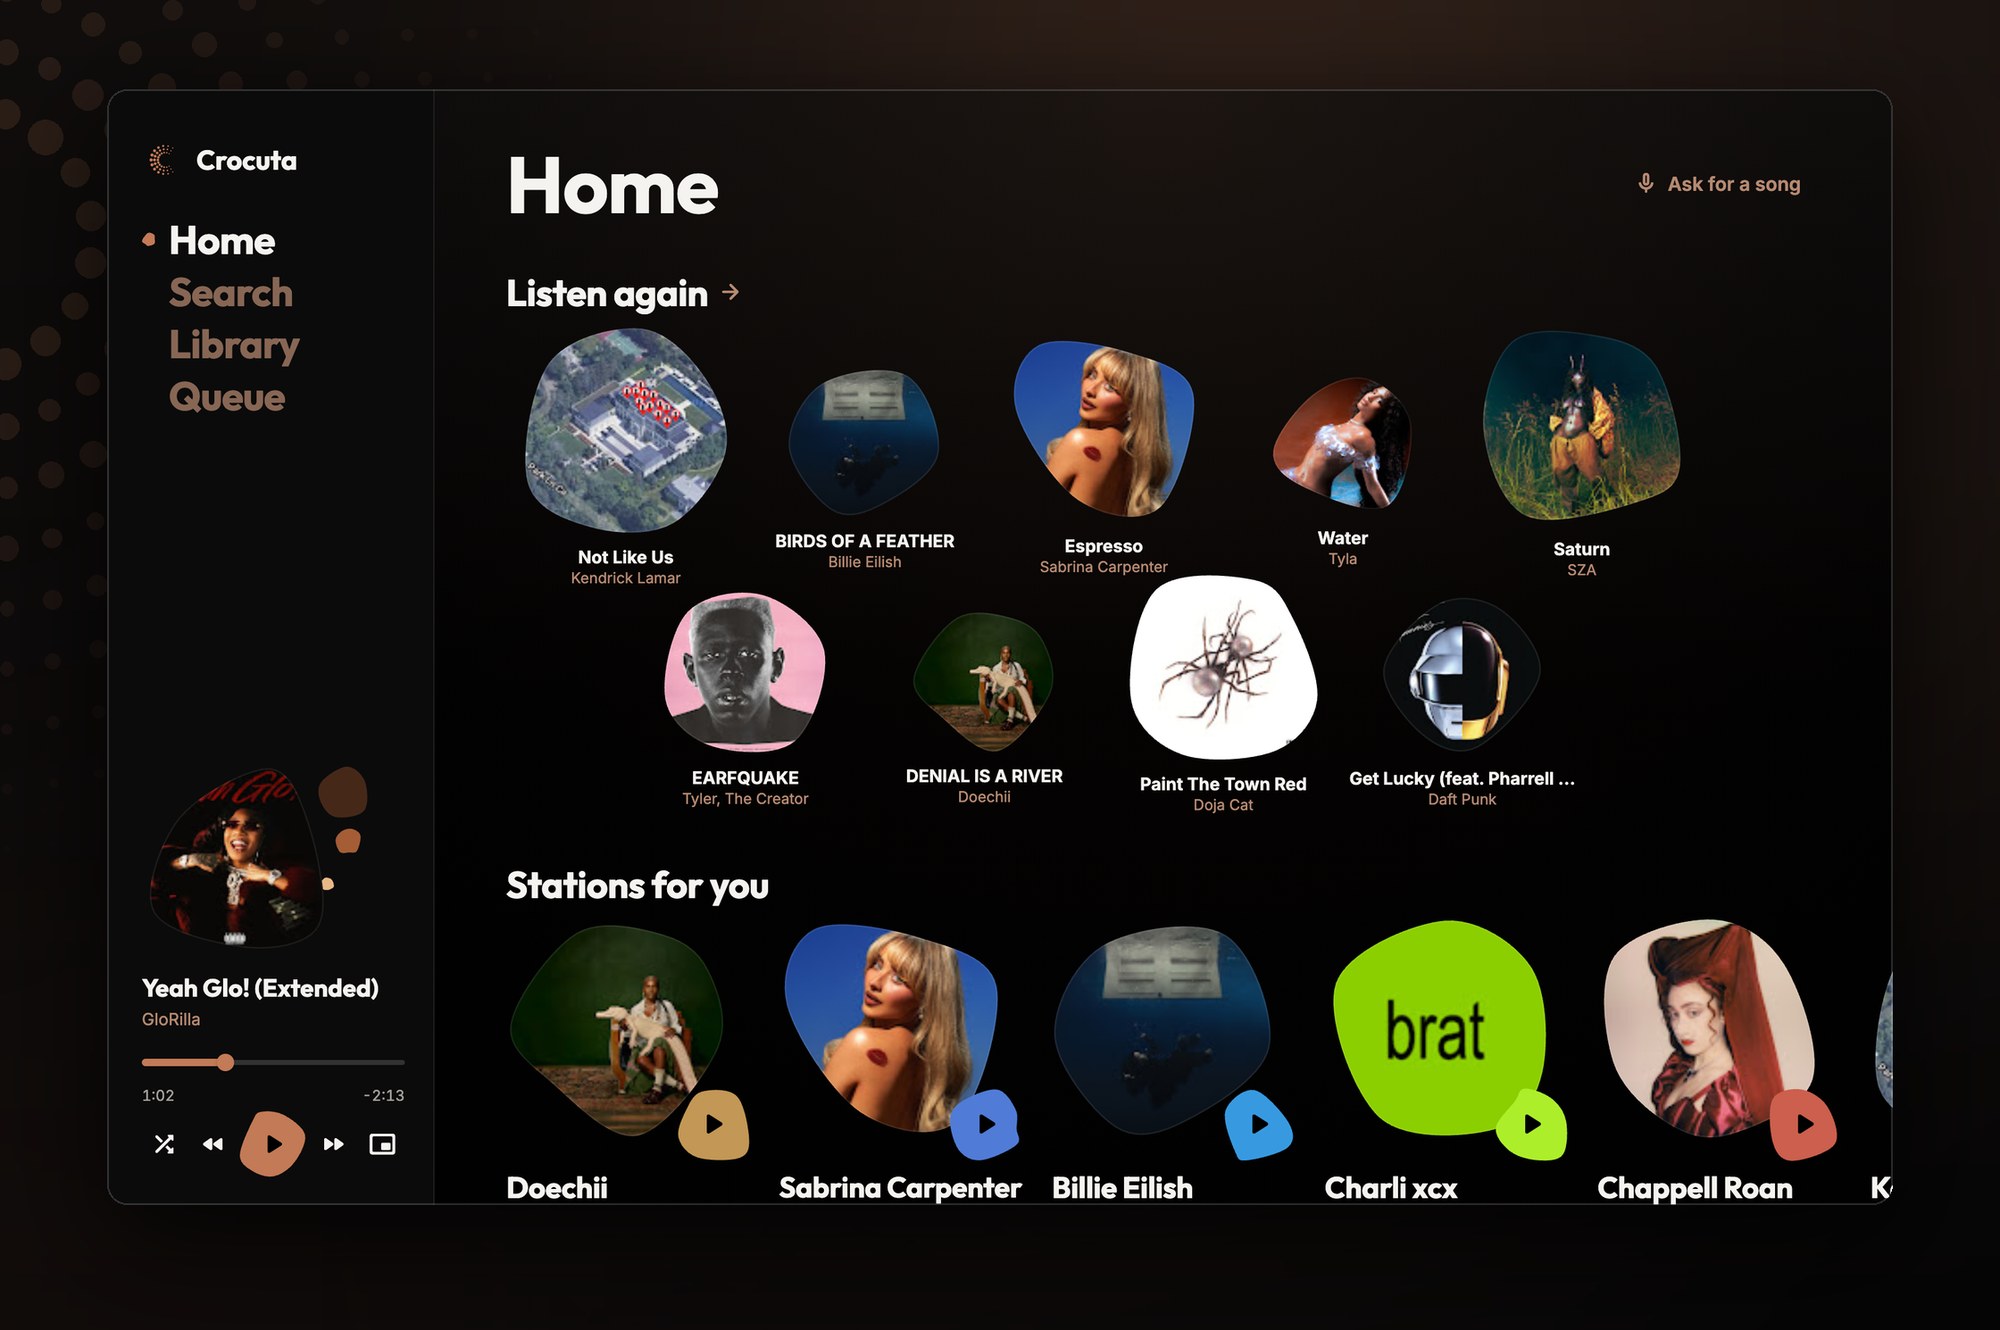 Crocuta
Home
Search
Library
Queue
Yeah Glo! (Extended)
GloRilla
1:02
-2:13
Home
Ask for a song
Listen again
Not Like Us
Kendrick Lamar
BIRDS OF A FEATHER
Billie Eilish
Espresso
Sabrina Carpenter
Water
Tyla
Saturn
SZA
EARFQUAKE
Tyler, The Creator
DENIAL IS A RIVER
Doechii
Paint The Town Red
Doja Cat
Get Lucky (feat. Pharrell ...
Daft Punk
Stations for you
brat
Doechii
Sabrina Carpenter
Billie Eilish
Charli xcx
Chappell Roan